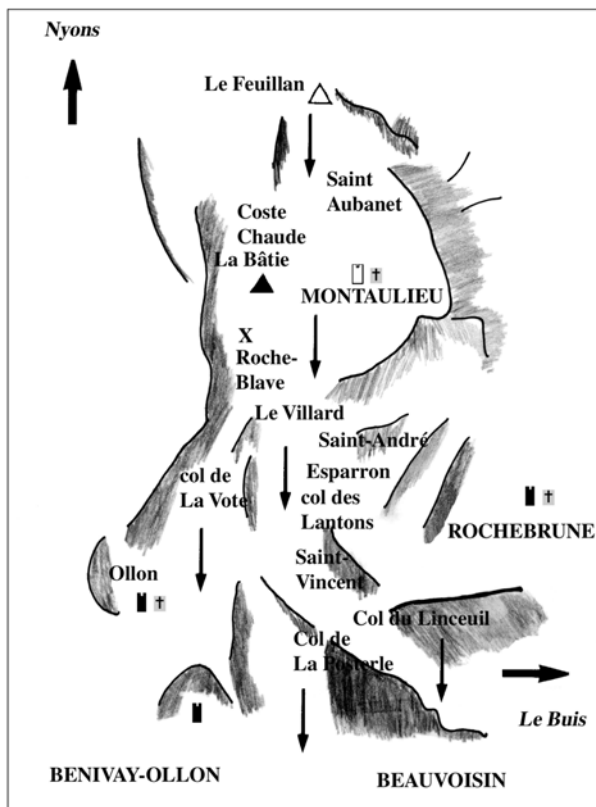 Nyons
Le Feuillan
Saint
Aubanet
Coste
Chaude
La Bâtie
MONTAULIEU
X
Roche-
Blave
Le Villard
Saint-André
col de
La Vote
Esparron
col des
Lantons
ROCHEBRUNE
Saint-
Vincent
Ollon
Col du Linceuil
Col de
La Posterle
Le Buis
BENIVAY-OLLON
BEAUVOISIN